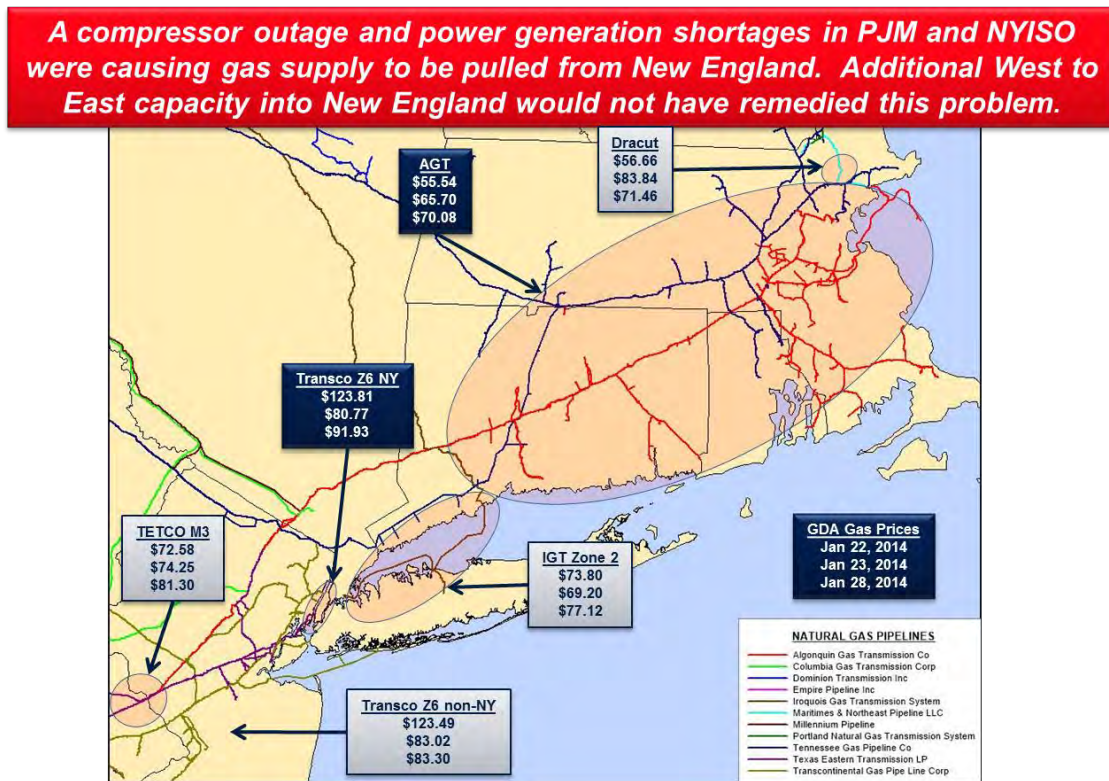 A compressor outage and power generation shortages in PJM and NYISO
were causing gas supply to be pulled from New England.  Additional West to
East capacity into New England would not have remedied this problem.
Dracut
$56.66
$83.84
$71.46
AGT
$55.54
$65.70
$70.08
Transco Z6 NY
$123.81
$80.77
$91.93
TETCO M3
$72.58
$74.25
$81.30
IGT Zone 2
$73.80
$69.20
$77.12
GDA Gas Prices
Jan 22, 2014
Jan 23, 2014
Jan 28, 2014
Transco Z6 non-NY
$123.49
$83.02
$83.30
NATURAL GAS PIPELINES
Algonquin Gas Transmission Co
Columbia Gas Transmission Corp
Dominion Transmission Inc
Empire Pipeline Inc
Iroquois Gas Transmission System
Maritimes & Northeast Pipeline LLC
Millennium Pipeline
Portland Natural Gas Transmission System
Tennessee Gas Pipeline Co
Texas Eastern Transmission LP
Transcontinental Gas Pipe Line Corp